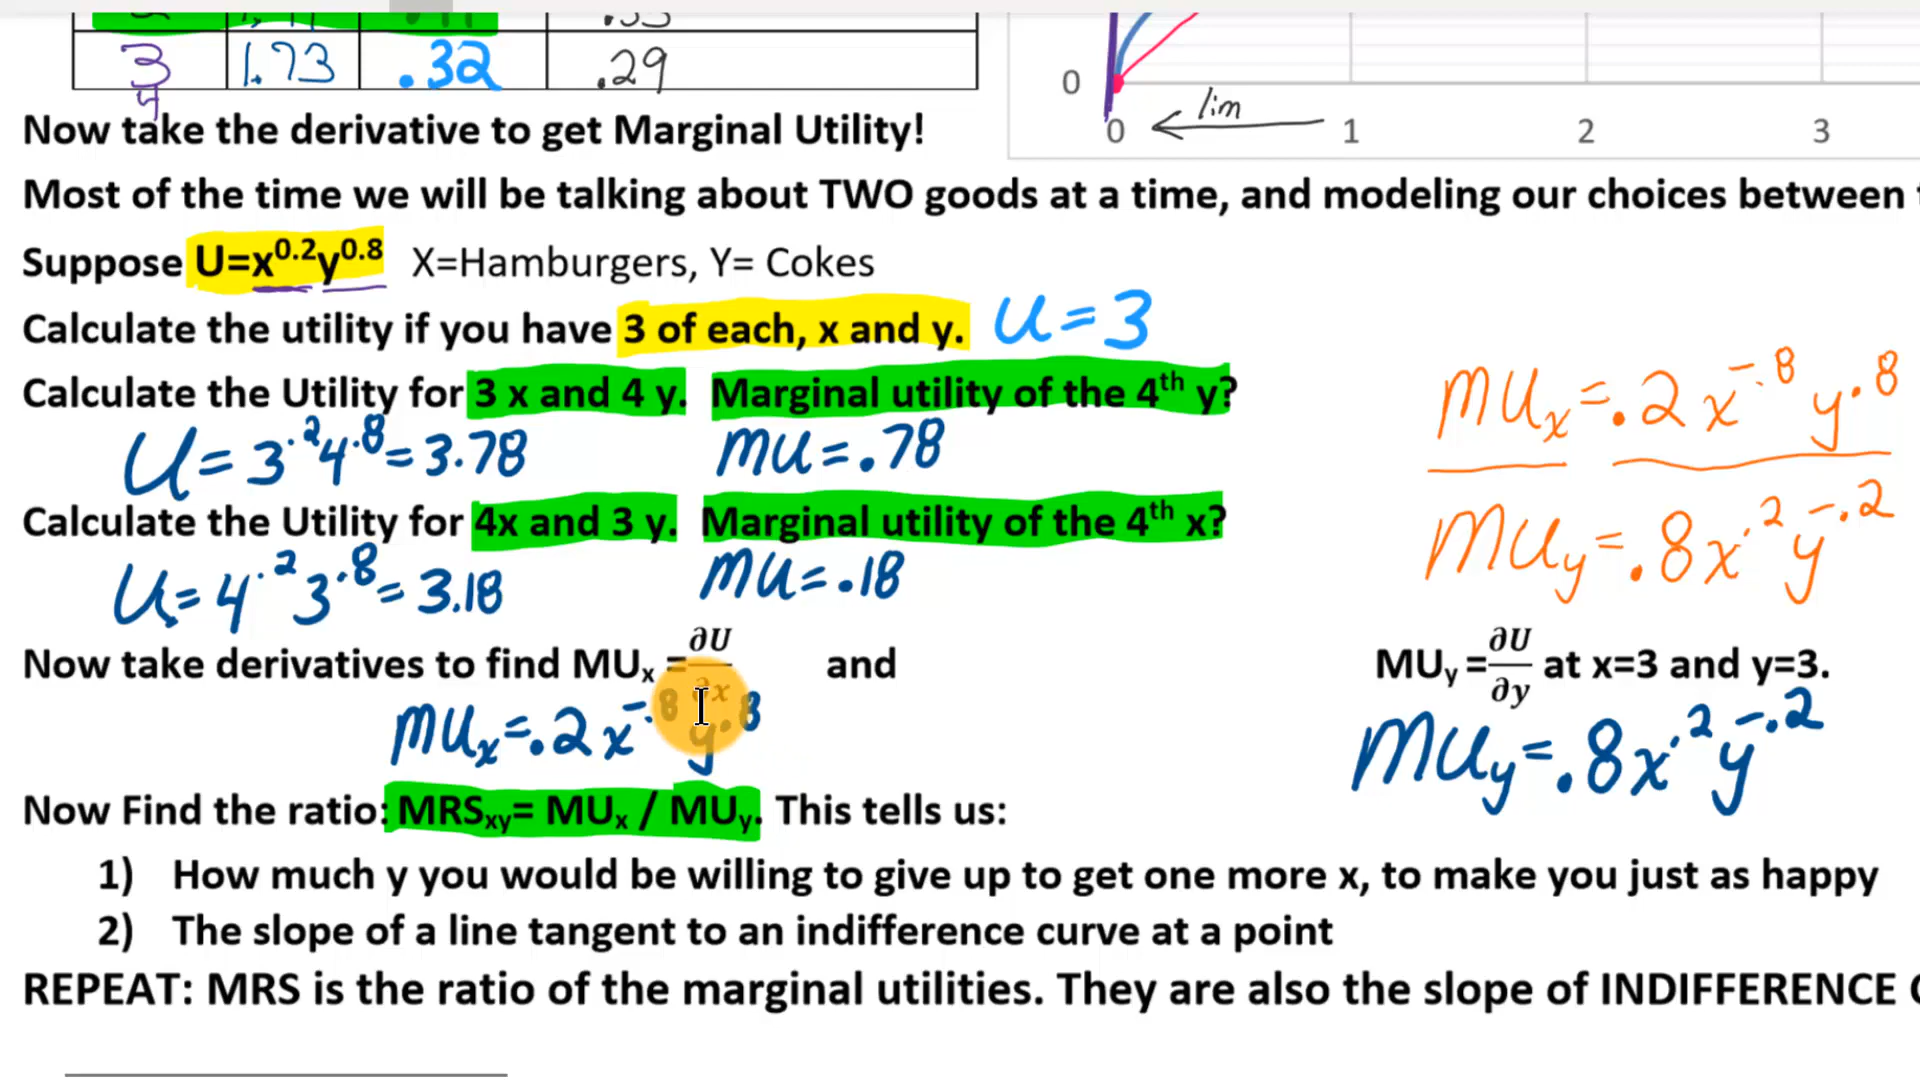 3 1.73 .32 .29
4
0
lim
0 1 2 3
Now take the derivative to get Marginal Utility!
Most of the time we will be talking about TWO goods at a time, and modeling our choices between
Suppose U=x^0.2y^0.8 X=Hamburgers, Y= Cokes
Calculate the utility if you have 3 of each, x and y. U=3
Calculate the Utility for 3 x and 4 y. Marginal utility of the 4th y?
U=3^.2 4^.8=3.78 MU=.78
MUx=.2x^-.8 y^.8
MUy=.8x^.2 y^-.2
Calculate the Utility for 4x and 3 y. Marginal utility of the 4th x?
U=4^.2 3^.8=3.18 MU=.18
Now take derivatives to find MUx =∂U/∂x and MUy =∂U/∂y at x=3 and y=3.
MUx=.2x^-.8 y^.8 MUy=.8x^.2 y^-.2
Now Find the ratio: MRSxy= MUx / MUy. This tells us:
1) How much y you would be willing to give up to get one more x, to make you just as happy
2) The slope of a line tangent to an indifference curve at a point
REPEAT: MRS is the ratio of the marginal utilities. They are also the slope of INDIFFERENCE